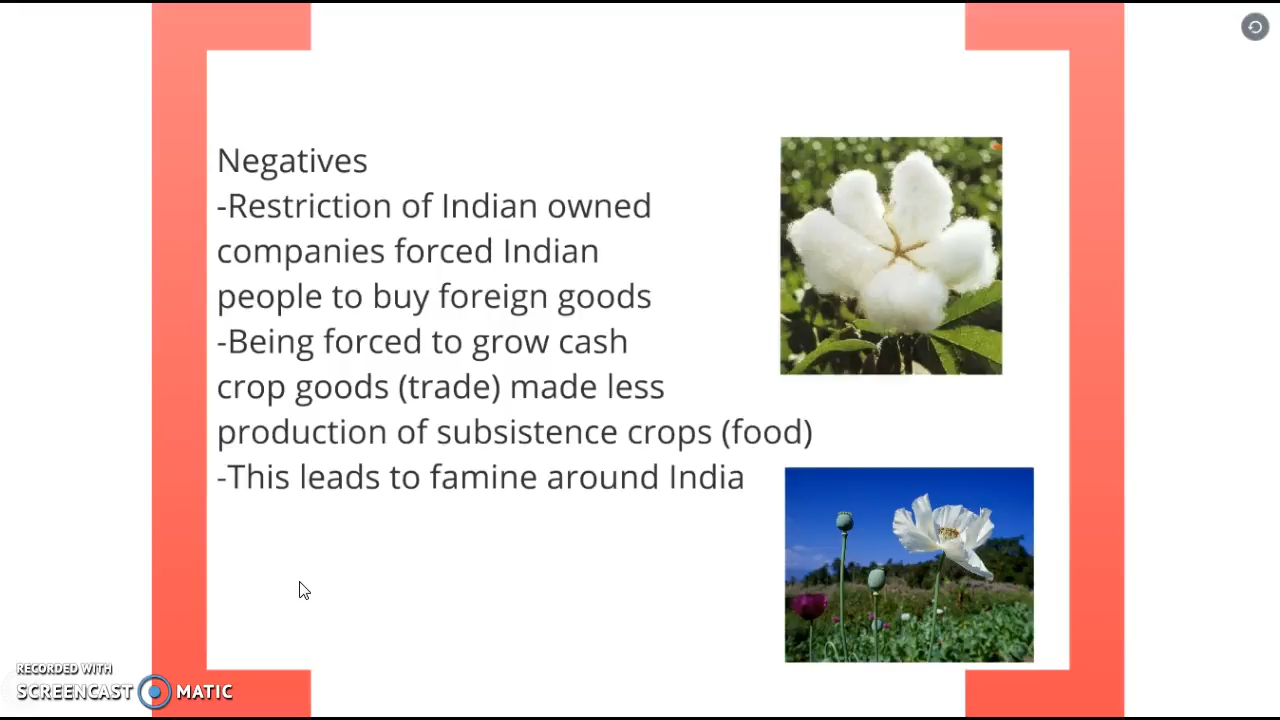 Negatives
-Restriction of Indian owned
companies forced Indian
people to buy foreign goods
-Being forced to grow cash
crop goods (trade) made less
production of subsistence crops (food)
-This leads to famine around India
RECORDED WITH
SCREENCAST MATIC